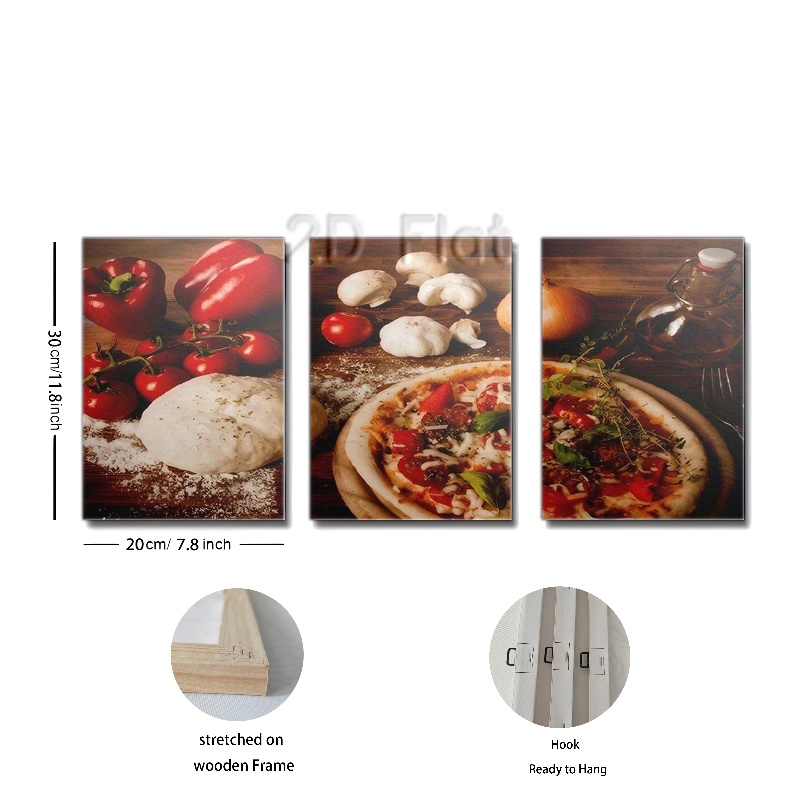 2D Flat
30cm/11.8inch
20cm/ 7.8 inch
stretched on
wooden Frame
Hook
Ready to Hang